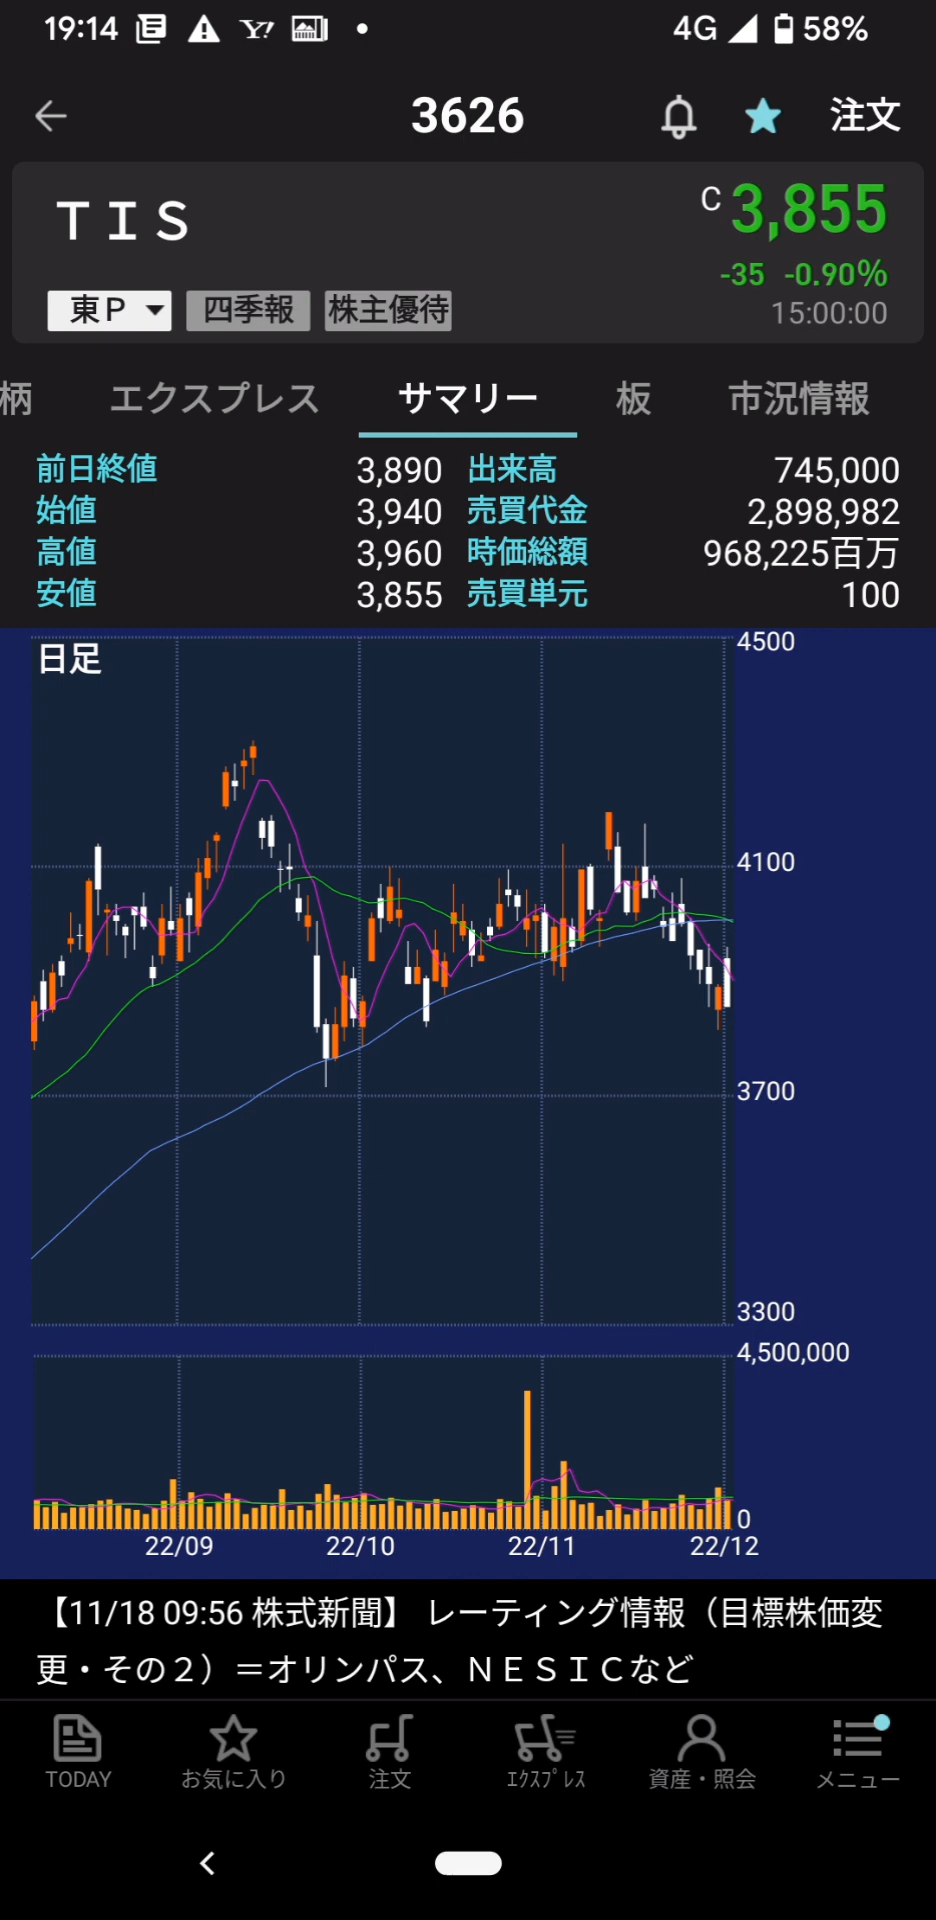 19:14 Y! 4G 58%
3626 注文
TIS C 3,855
-35 -0.90%
東P 四季報 株主優待 15:00:00
柄 エクスプレス サマリー 板 市況情報
前日終値 3,890 出来高 745,000
始値 3,940 売買代金 2,898,982
高値 3,960 時価総額 968,225百万
安値 3,855 売買単元 100
日足
4500
4100
3700
3300
4,500,000
0
22/09 22/10 22/11 22/12
【11/18 09:56 株式新聞】 レーティング情報（目標株価変
更・その２）＝オリンパス、ＮＥＳＩＣなど
TODAY お気に入り 注文 ｴｸｽﾌﾟﾚｽ 資産・照会 メニュー